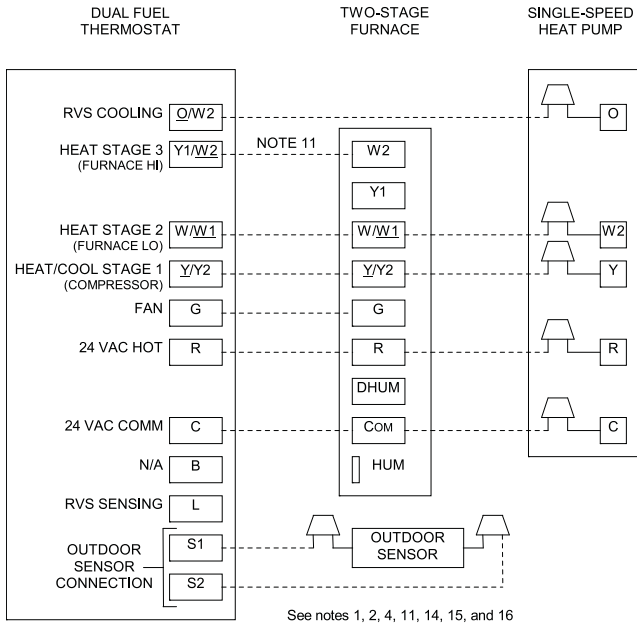 DUAL FUEL
THERMOSTAT
TWO-STAGE
FURNACE
SINGLE-SPEED
HEAT PUMP
RVS COOLING
O/W2
O
HEAT STAGE 3
(FURNACE HI)
Y1/W2
NOTE 11
W2
Y1
HEAT STAGE 2
(FURNACE LO)
W/W1
W/W1
W2
HEAT/COOL STAGE 1
(COMPRESSOR)
Y/Y2
Y/Y2
Y
FAN
G
G
24 VAC HOT
R
R
R
DHUM
24 VAC COMM
C
COM
C
N/A
B
HUM
RVS SENSING
L
OUTDOOR
SENSOR
CONNECTION
S1
S2
OUTDOOR
SENSOR
See notes 1, 2, 4, 11, 14, 15, and 16